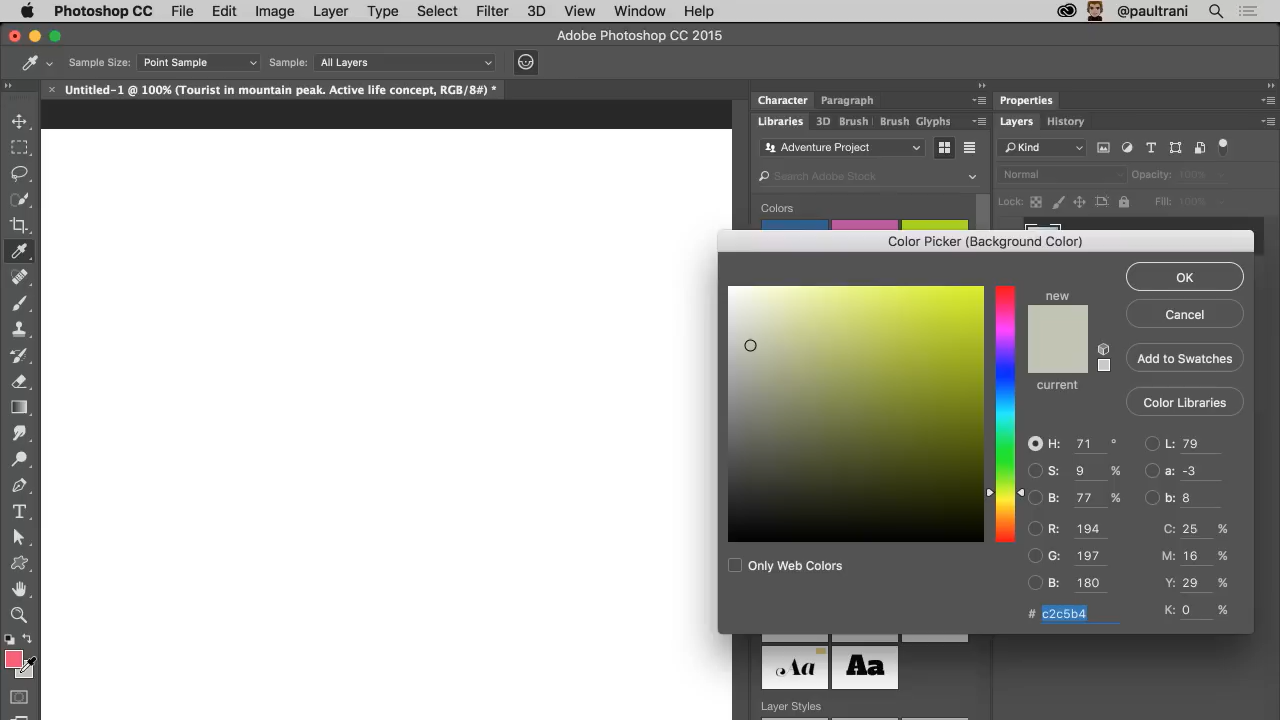 Photoshop CC File Edit Image Layer Type Select Filter 3D View Window Help @paultrani
Adobe Photoshop CC 2015
Sample Size: Point Sample Sample: All Layers
Untitled-1 @ 100% (Tourist in mountain peak. Active life concept, RGB/8#) *
Character Paragraph
Properties
Libraries 3D Brush Brush Glyphs
Layers History
Adventure Project
Kind
Search Adobe Stock
Normal Opacity: 100%
Lock: Fill: 100%
Colors
Color Picker (Background Color)
new
current
OK
Cancel
Add to Swatches
Color Libraries
H: 71 °
S: 9 %
B: 77 %
R: 194
G: 197
B: 180
# c2c5b4
L: 79
a: -3
b: 8
C: 25 %
M: 16 %
Y: 29 %
K: 0 %
Only Web Colors
Aa Aa
Layer Styles